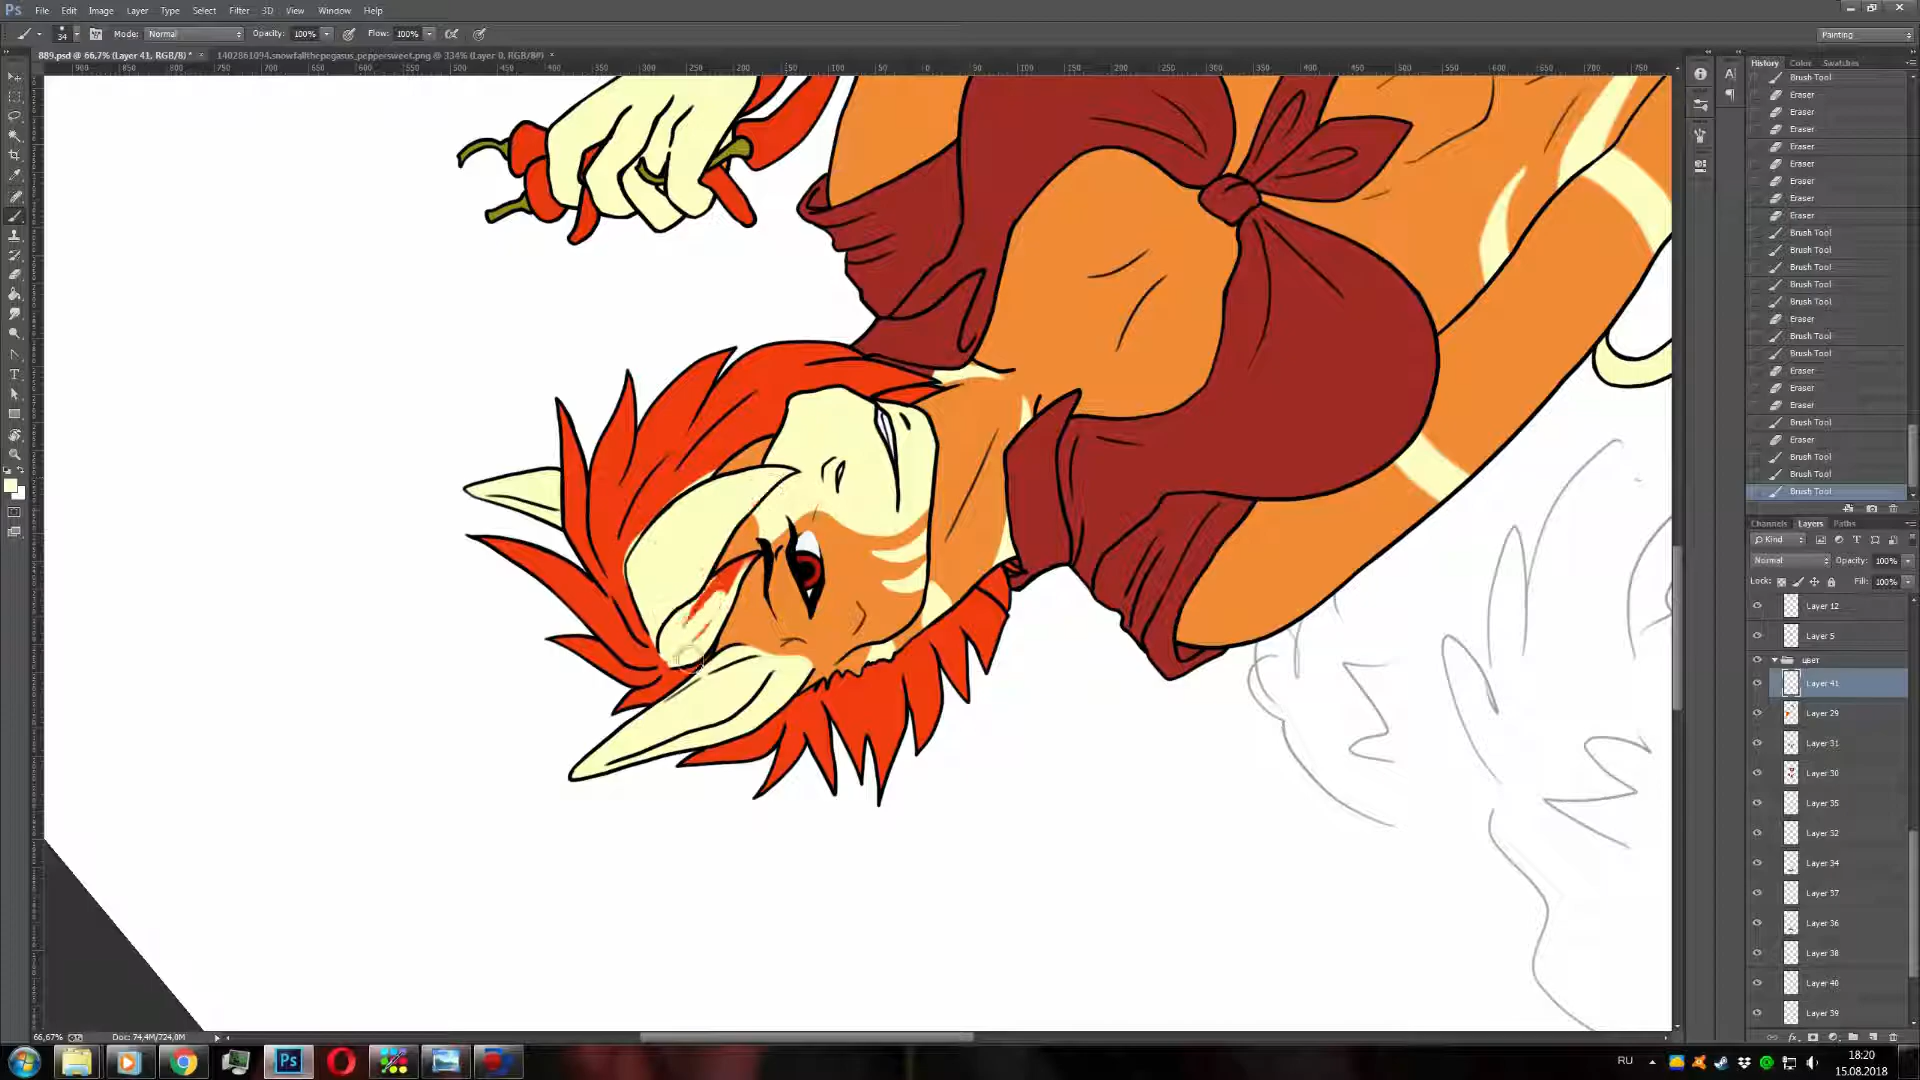 Ps File Edit Image Layer Type Select Filter 3D View Window Help
34 Mode: Normal Opacity: 100% Flow: 100% Painting
889.psd @ 66,7% (Layer 41, RGB/8) * 1402861094.snowfallthepegasus_peppersweet.png @ 334% (Layer 0, RGB/8#)
History Color Swatches
Brush Tool
Eraser
Eraser
Eraser
Eraser
Eraser
Eraser
Eraser
Eraser
Brush Tool
Brush Tool
Brush Tool
Brush Tool
Brush Tool
Eraser
Brush Tool
Brush Tool
Eraser
Eraser
Eraser
Brush Tool
Eraser
Brush Tool
Brush Tool
Brush Tool
Channels Layers Paths
Kind
Normal Opacity: 100%
Lock: Fill: 100%
Layer 12
Layer 5
цвет
Layer 41
Layer 29
Layer 31
Layer 30
Layer 35
Layer 32
Layer 34
Layer 37
Layer 36
Layer 38
Layer 40
Layer 39
66,67% Doc: 74,4M/724,0M
RU 18:20
15.08.2018